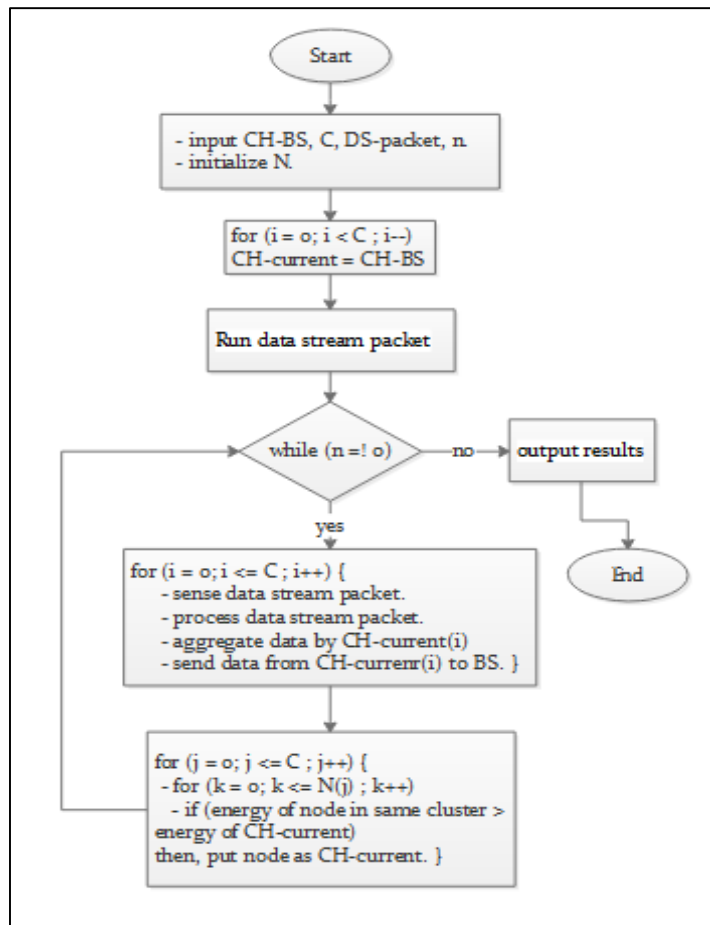 Start
- input CH-BS, C, DS-packet, n.
- initialize N.
for (i = o; i < C ; i--)
CH-current = CH-BS
Run data stream packet
while (n =! o)
no
output results
yes
End
for (i = o; i <= C ; i++) {
- sense data stream packet.
- process data stream packet.
- aggregate data by CH-current(i)
- send data from CH-currenr(i) to BS. }
for (j = o; j <= C ; j++) {
- for (k = o; k <= N(j) ; k++)
- if (energy of node in same cluster >
energy of CH-current)
then, put node as CH-current. }